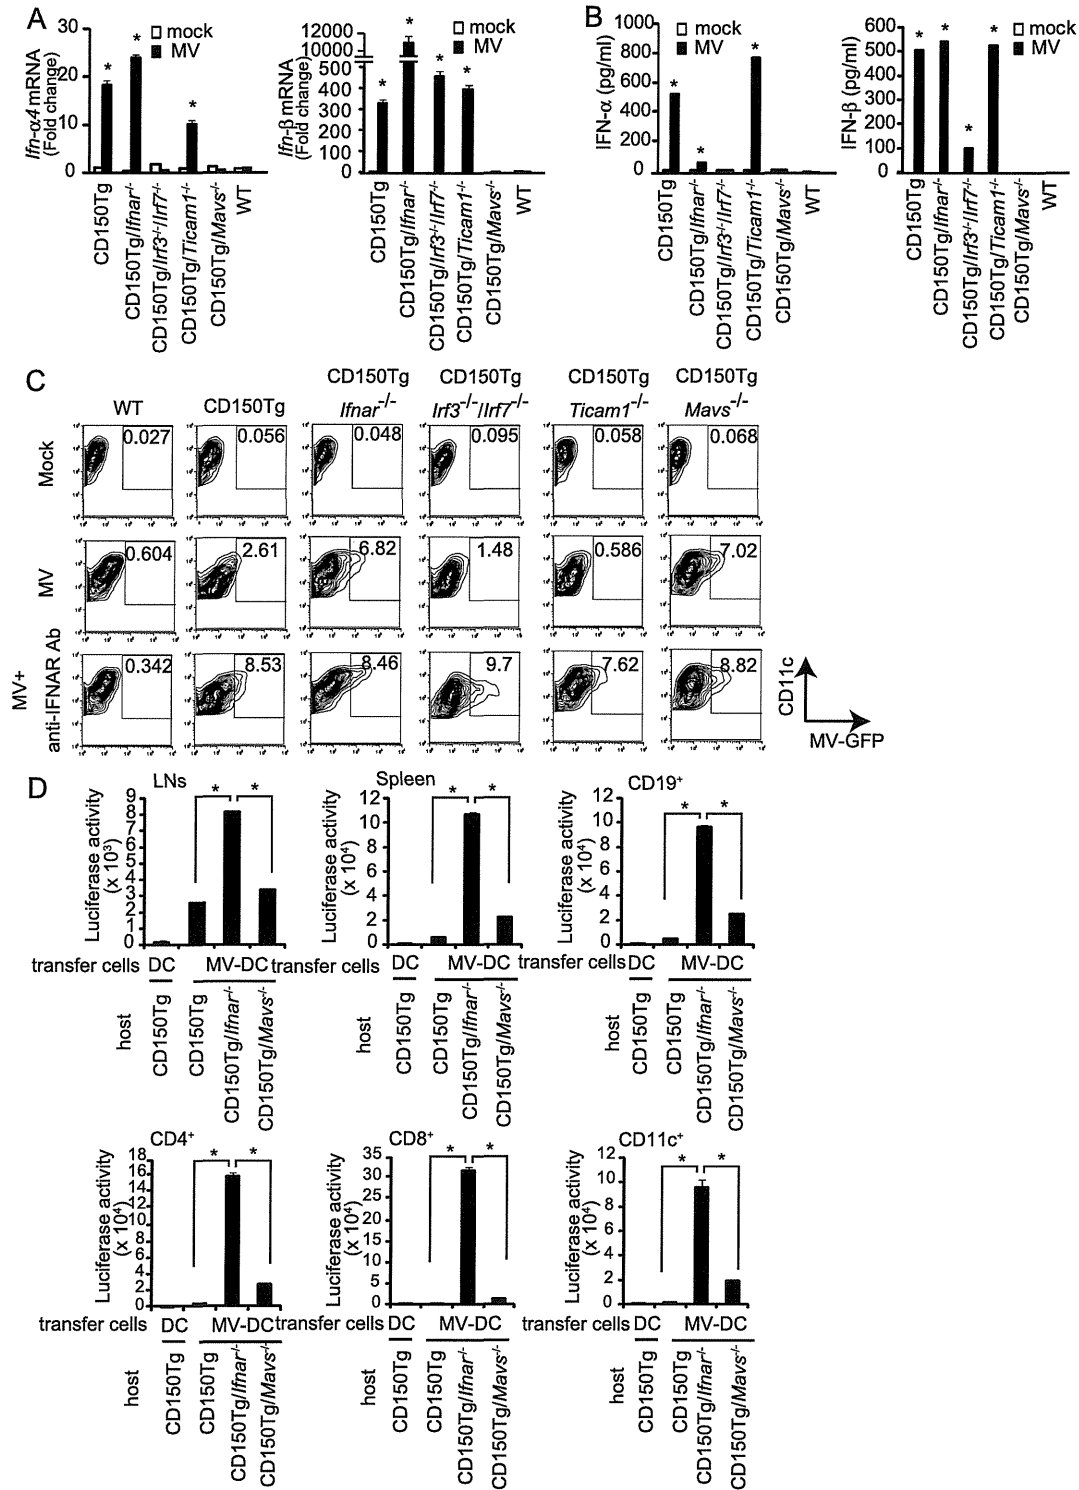 A
30
20
10
0
Ifn-α4 mRNA
(Fold change)
mock
MV
*
*
*
CD150Tg
CD150Tg/Ifnar-/-
CD150Tg/Irf3-/-/Irf7-/-
CD150Tg/Ticam1-/-
CD150Tg/Mavs-/-
WT
12000
10000
500
400
300
200
100
0
Ifn-β mRNA
(Fold change)
mock
MV
*
*
*
*
CD150Tg
CD150Tg/Ifnar-/-
CD150Tg/Irf3-/-/Irf7-/-
CD150Tg/Ticam1-/-
CD150Tg/Mavs-/-
WT
B
1000
800
600
400
200
0
IFN-α (pg/ml)
mock
MV
*
*
*
CD150Tg
CD150Tg/Ifnar-/-
CD150Tg/Irf3-/-/Irf7-/-
CD150Tg/Ticam1-/-
CD150Tg/Mavs-/-
WT
600
500
400
300
200
100
0
IFN-β (pg/ml)
mock
MV
*
*
*
*
CD150Tg
CD150Tg/Ifnar-/-
CD150Tg/Irf3-/-/Irf7-/-
CD150Tg/Ticam1-/-
CD150Tg/Mavs-/-
WT
C
WT
CD150Tg
CD150Tg
Ifnar-/-
CD150Tg
Irf3-/-/Irf7-/-
CD150Tg
Ticam1-/-
CD150Tg
Mavs-/-
Mock
0.027 0.056 0.048 0.095 0.058 0.068
MV
0.604 2.61 6.82 1.48 0.586 7.02
MV+
anti-IFNAR Ab
0.342 8.53 8.46 9.7 7.62 8.82
CD11c
MV-GFP
D
LNs
9
8
7
6
5
4
3
2
1
0
Luciferase activity
(x 10³)
* *
transfer cells DC MV-DC
host
CD150Tg
CD150Tg
CD150Tg/Ifnar-/-
CD150Tg/Mavs-/-
Spleen
12
10
8
6
4
2
0
Luciferase activity
(x 10⁴)
* *
transfer cells DC MV-DC
host
CD150Tg
CD150Tg
CD150Tg/Ifnar-/-
CD150Tg/Mavs-/-
CD19+
12
10
8
6
4
2
0
Luciferase activity
(x 10⁴)
* *
transfer cells DC MV-DC
host
CD150Tg
CD150Tg
CD150Tg/Ifnar-/-
CD150Tg/Mavs-/-
CD4+
18
16
14
12
10
8
6
4
2
0
Luciferase activity
(x 10⁴)
* *
transfer cells DC MV-DC
host
CD150Tg
CD150Tg
CD150Tg/Ifnar-/-
CD150Tg/Mavs-/-
CD8+
35
30
25
20
15
10
5
0
Luciferase activity
(x 10⁴)
* *
transfer cells DC MV-DC
host
CD150Tg
CD150Tg
CD150Tg/Ifnar-/-
CD150Tg/Mavs-/-
CD11c+
12
10
8
6
4
2
0
Luciferase activity
(x 10⁴)
* *
transfer cells DC MV-DC
host
CD150Tg
CD150Tg
CD150Tg/Ifnar-/-
CD150Tg/Mavs-/-